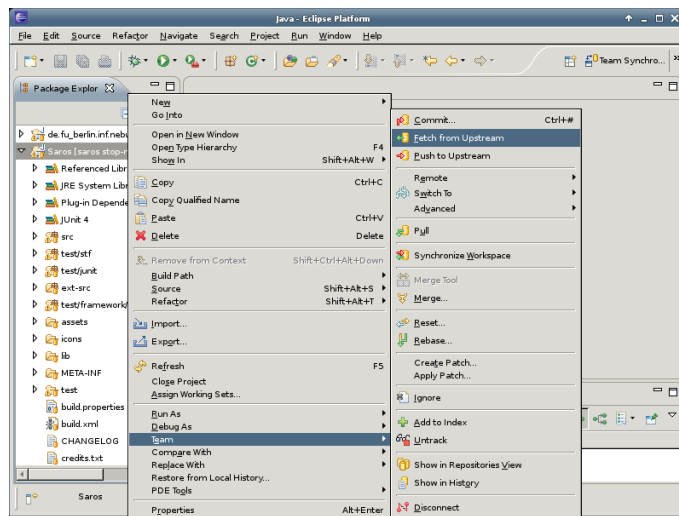 Java - Eclipse Platform
File Edit Source Refactor Navigate Search Project Run Window Help
Team Synchro...
Package Explor
de.fu_berlin.inf.nebu
Saros [saros stop-r
Referenced Libr
JRE System Libr
Plug-in Depende
JUnit 4
src
test/stf
test/junit
ext-src
test/framework/
assets
icons
lib
META-INF
test
build.properties
build.xml
CHANGELOG
credits.txt
Saros
New
Go Into
Open in New Window
Open Type Hierarchy F4
Show In Shift+Alt+W
Copy Ctrl+C
Copy Qualified Name
Paste Ctrl+V
Delete Delete
Remove from Context Shift+Ctrl+Alt+Down
Build Path
Source Shift+Alt+S
Refactor Shift+Alt+T
Import...
Export...
Refresh F5
Close Project
Assign Working Sets...
Run As
Debug As
Team
Compare With
Replace With
Restore from Local History...
PDE Tools
Properties Alt+Enter
Commit... Ctrl+#
Fetch from Upstream
Push to Upstream
Remote
Switch To
Advanced
Pull
Synchronize Workspace
Merge Tool
Merge...
Reset...
Rebase...
Create Patch...
Apply Patch...
Ignore
Add to Index
Untrack
Show in Repositories View
Show in History
Disconnect